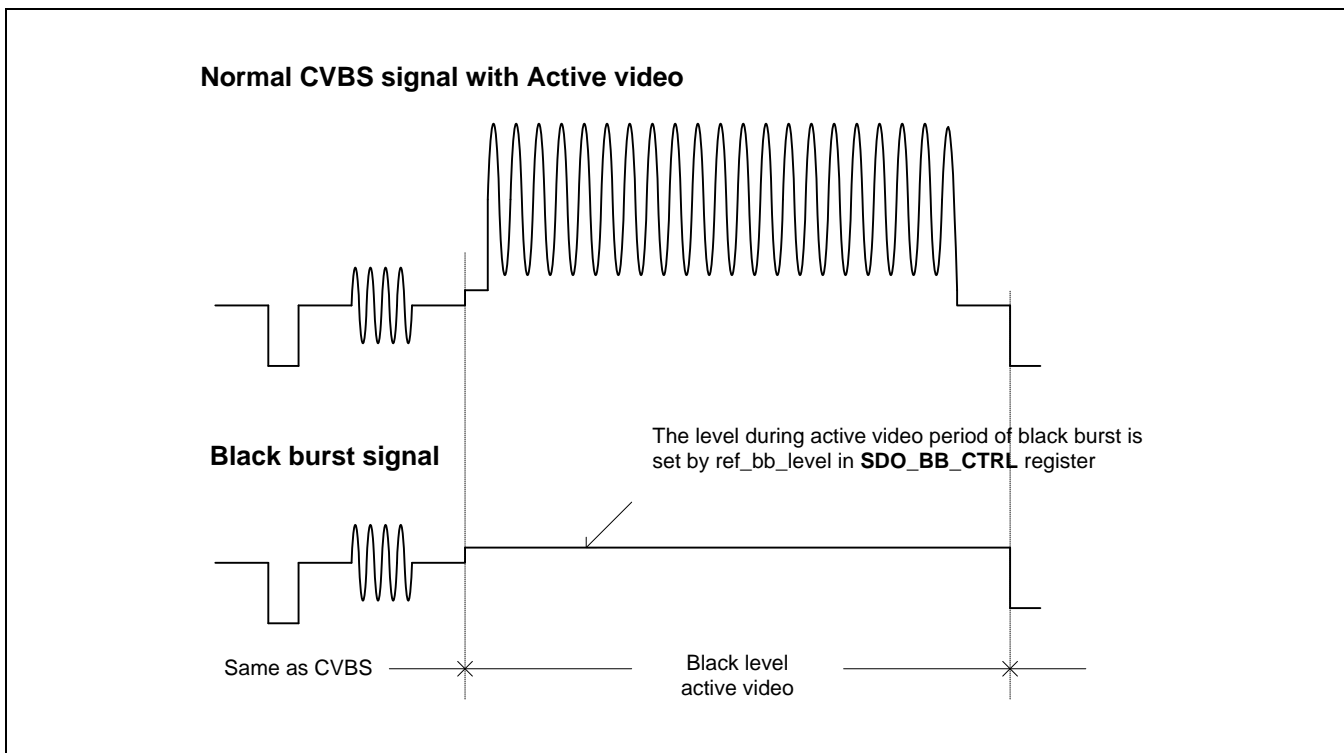 Normal CVBS signal with Active video
The level during active video period of black burst is
set by ref_bb_level in SDO_BB_CTRL register
Black burst signal
Same as CVBS
Black level
active video